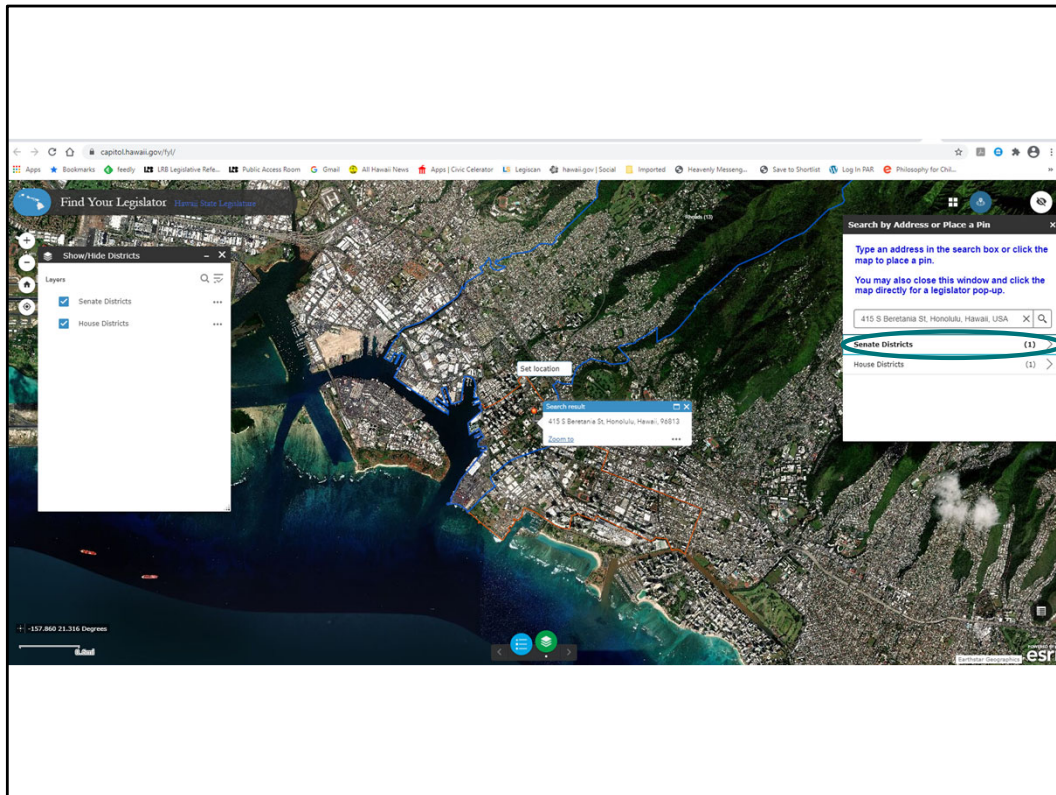 capitol.hawaii.gov/fyl/
Apps
Bookmarks
feedly
LRB Legislative Refe...
Public Access Room
Gmail
All Hawaii News
Apps | Civic Celerator
Legiscan
hawaii.gov | Social
Imported
Heavenly Messeng...
Save to Shortlist
Log In PAR
Philosophy for Chil...
Find Your Legislator Hawaii State Legislature
Show/Hide Districts
Layers
Senate Districts
House Districts
Rhoads (13)
Set location
Search result
415 S Beretania St, Honolulu, Hawaii, 96813
Zoom to
Search by Address or Place a Pin
Type an address in the search box or click the
map to place a pin.
You may also close this window and click the
map directly for a legislator pop-up.
415 S Beretania St, Honolulu, Hawaii, USA
Senate Districts (1)
House Districts (1)
-157.860 21.316 Degrees
Earthstar Geographics
esri